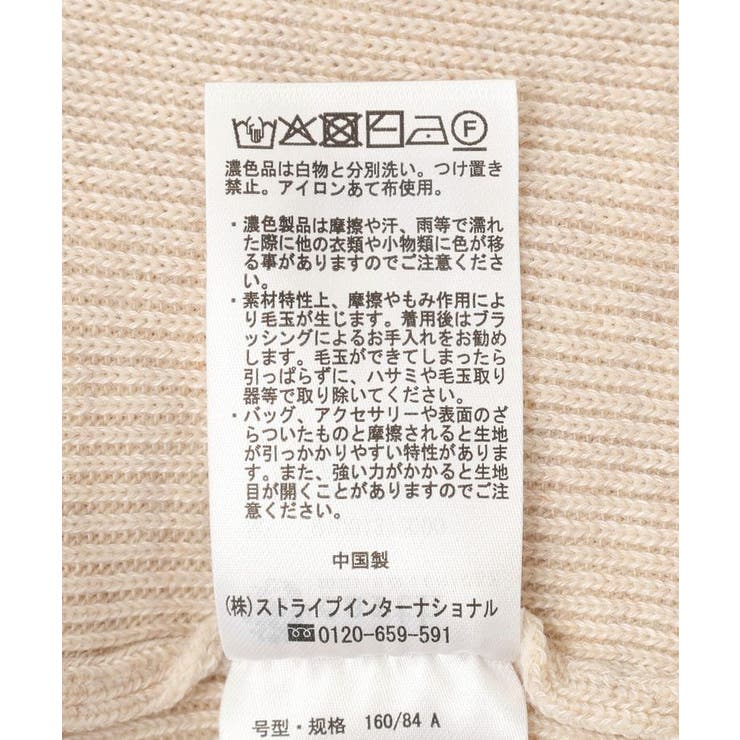 濃色品は白物と分別洗い。つけ置き
禁止。アイロンあて布使用。
・濃色製品は摩擦や汗、雨等で濡れ
た際に他の衣類や小物類に色が移
る事がありますのでご注意くださ
い。
・素材特性上、摩擦やもみ作用によ
り毛玉が生じます。着用後はブラ
ッシングによるお手入れをお勧め
します。毛玉ができてしまったら
引っぱらずに、ハサミや毛玉取り
器等で取り除いてください。
・バッグ、アクセサリーや表面のざ
らついたものと摩擦されると生地
が引っかかりやすい特性がありま
す。また、強い力がかかると生地
目が開くことがありますのでご注
意ください。
中国製
(株)ストライプインターナショナル
0120-659-591
号型・规格 160/84 A